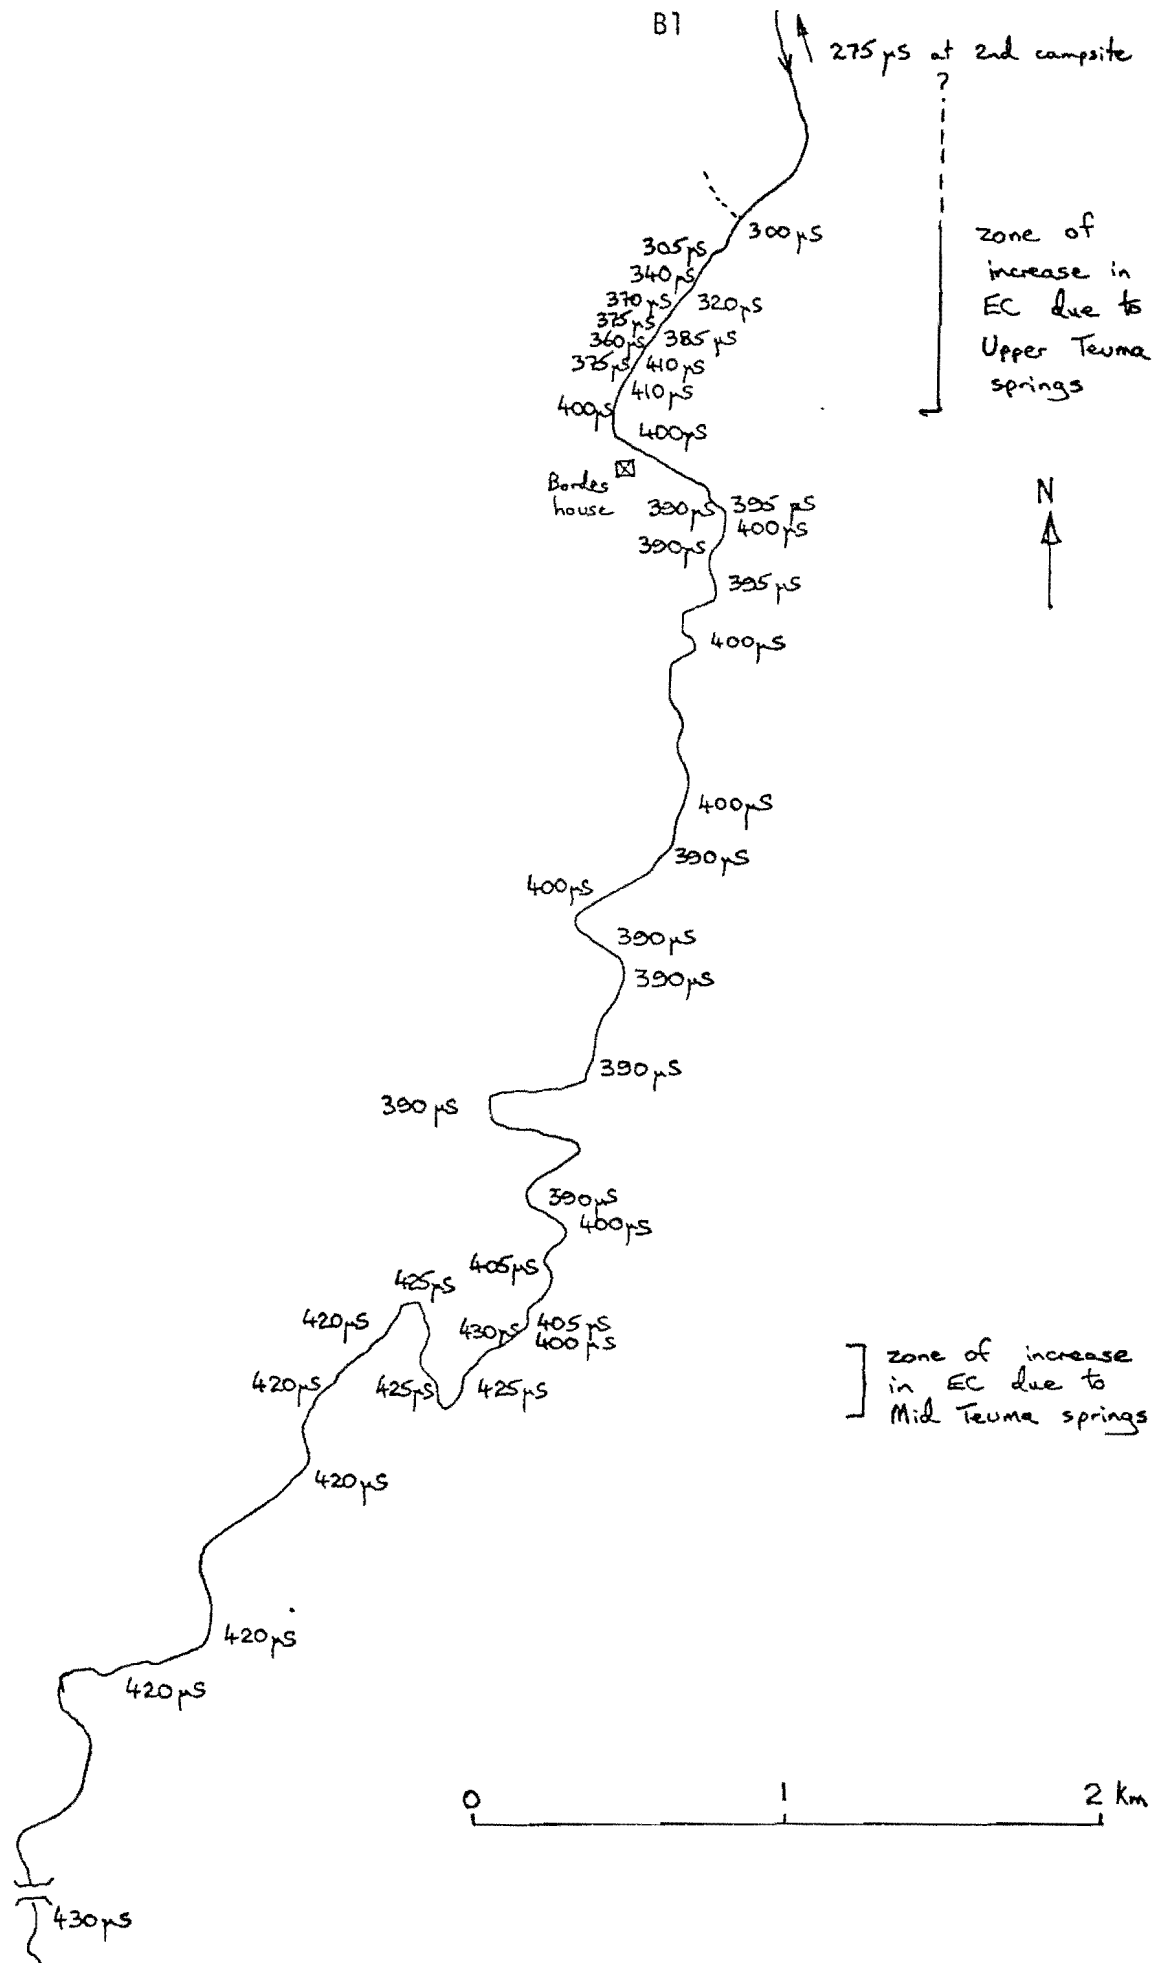 B1
275 µS at 2nd campsite
?
300 µS
zone of
increase in
EC due to
Upper Teuma
springs
305 µS
340 µS
370 µS
320 µS
375 µS
360 µS
385 µS
375 µS
410 µS
410 µS
400 µS
400 µS
Bordes
house
390 µS
395 µS
400 µS
390 µS
N
395 µS
400 µS
400 µS
390 µS
400 µS
390 µS
390 µS
390 µS
390 µS
390 µS
400 µS
405 µS
425 µS
420 µS
430 µS
405 µS
400 µS
zone of increase
in EC due to
Mid Teuma springs
420 µS
425 µS
425 µS
420 µS
420 µS
420 µS
0 1 2 km
430 µS